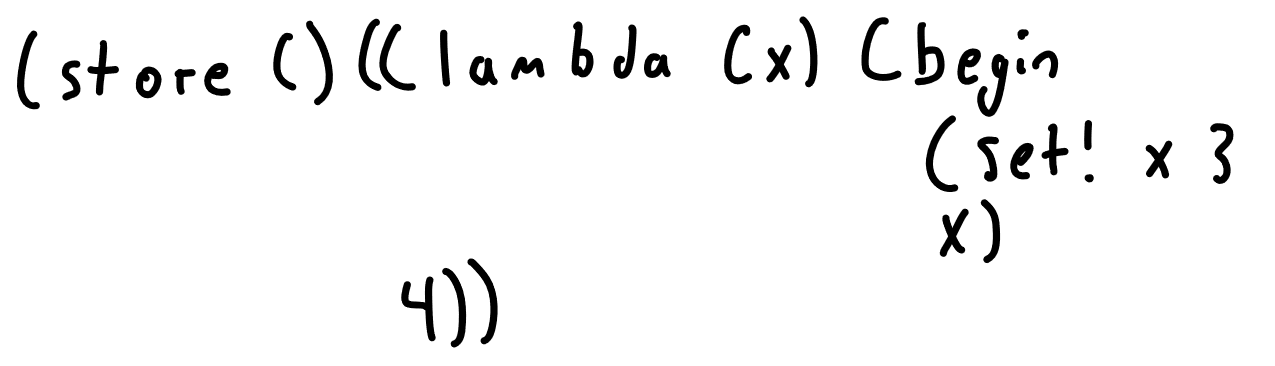 (store () ((lambda (x) (begin
(set! x 3
x)
4))